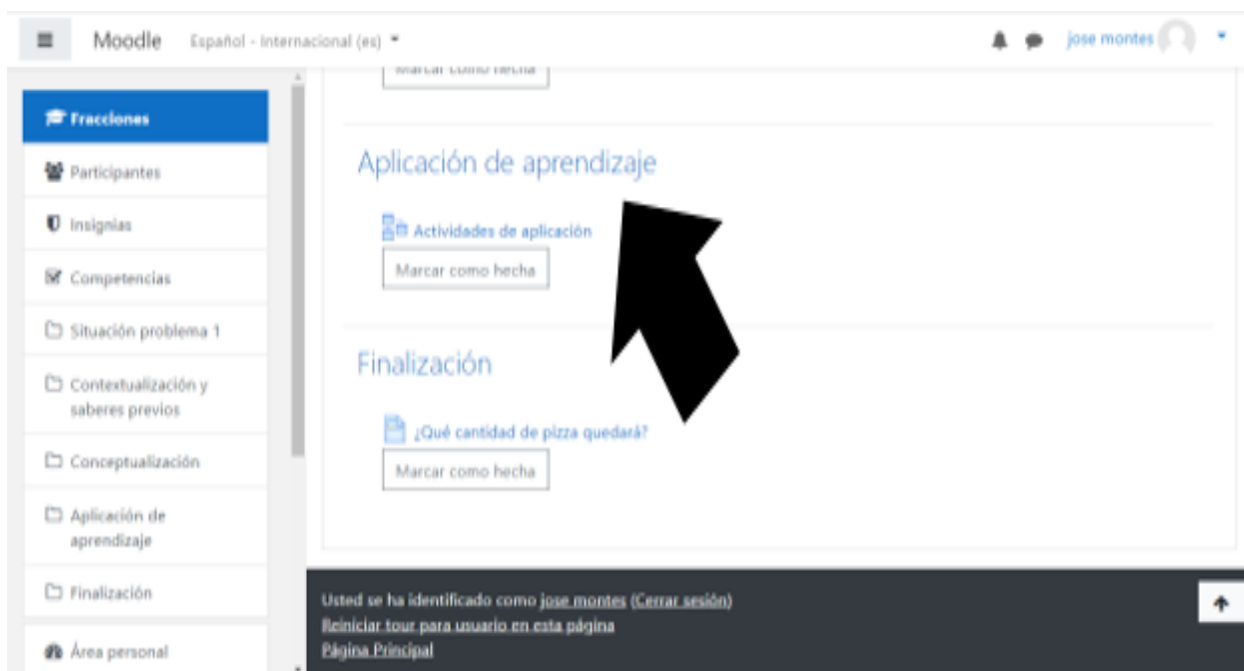 Moodle Español - Internacional (es) jose montes
Marcar como hecha
Fracciones
Participantes
Insignias
Competencias
Situación problema 1
Contextualización y
saberes previos
Conceptualización
Aplicación de
aprendizaje
Finalización
Área personal
Aplicación de aprendizaje
Actividades de aplicación
Marcar como hecha
Finalización
¿Qué cantidad de pizza quedará?
Marcar como hecha
Usted se ha identificado como jose montes (Cerrar sesión)
Reiniciar tour para usuario en esta página
Página Principal